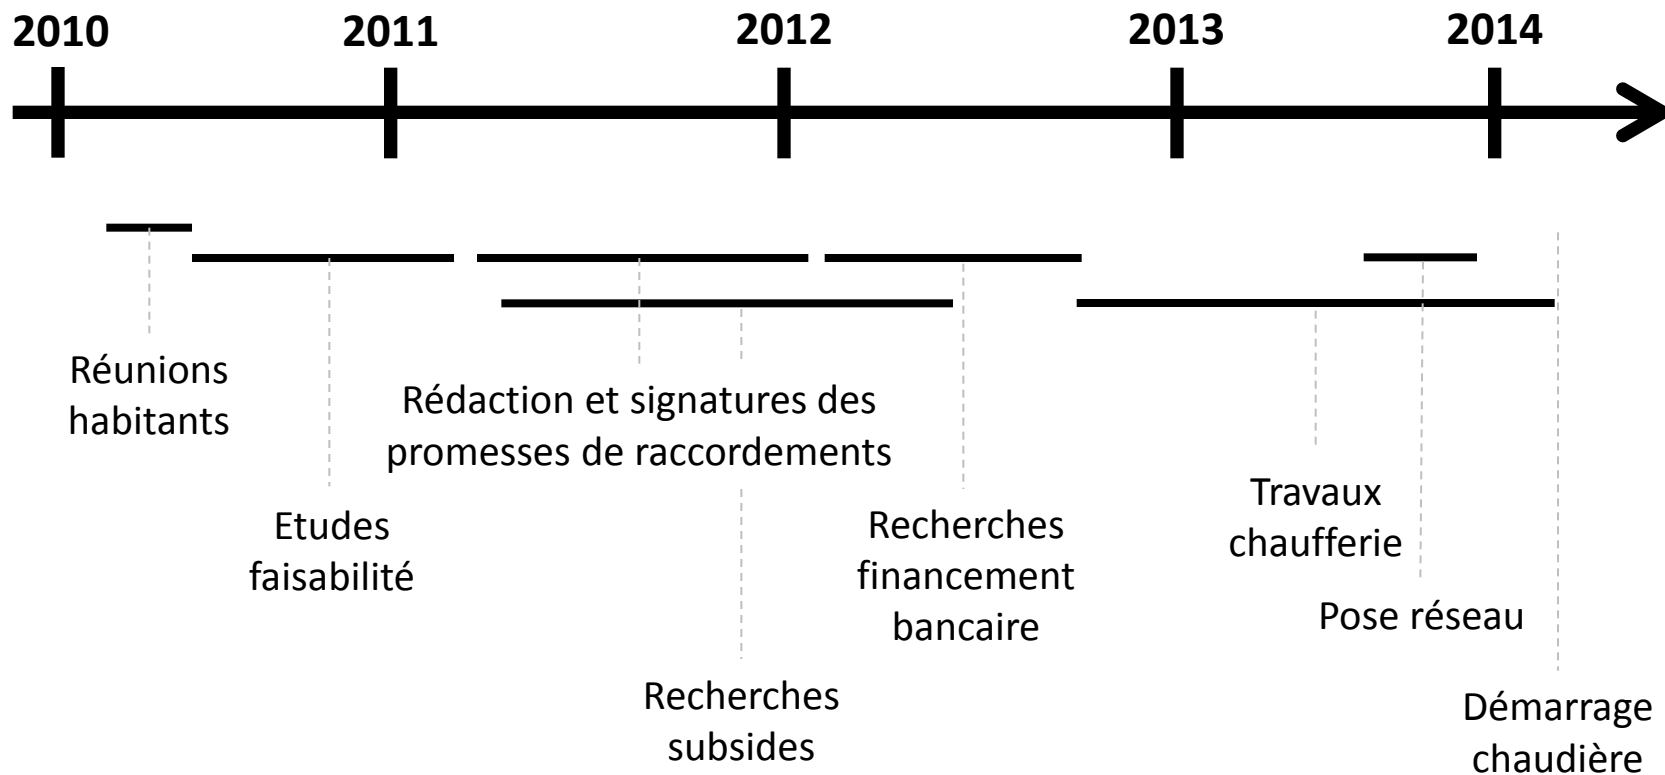 2010
2011
2012
2013
2014
Réunions
habitants
Etudes
faisabilité
Rédaction et signatures des
promesses de raccordements
Recherches
subsides
Recherches
financement
bancaire
Travaux
chaufferie
Pose réseau
Démarrage
chaudière